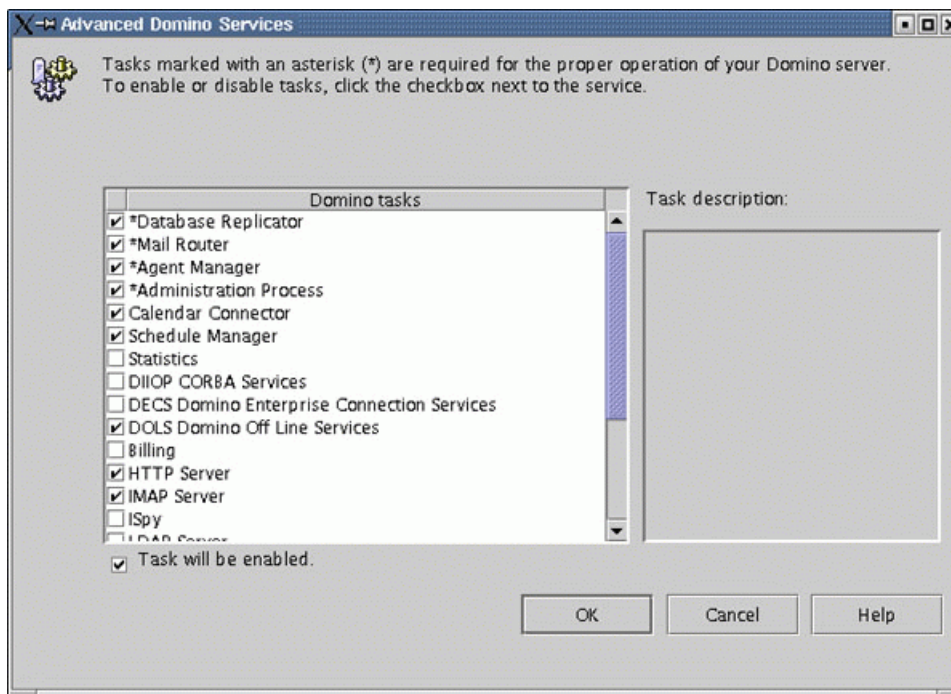 Advanced Domino Services
Tasks marked with an asterisk (*) are required for the proper operation of your Domino server.
To enable or disable tasks, click the checkbox next to the service.
Domino tasks
Task description:
*Database Replicator
*Mail Router
*Agent Manager
*Administration Process
Calendar Connector
Schedule Manager
Statistics
DIIOP CORBA Services
DECS Domino Enterprise Connection Services
DOLS Domino Off Line Services
Billing
HTTP Server
IMAP Server
ISpy
LDAP Server
Task will be enabled.
OK
Cancel
Help